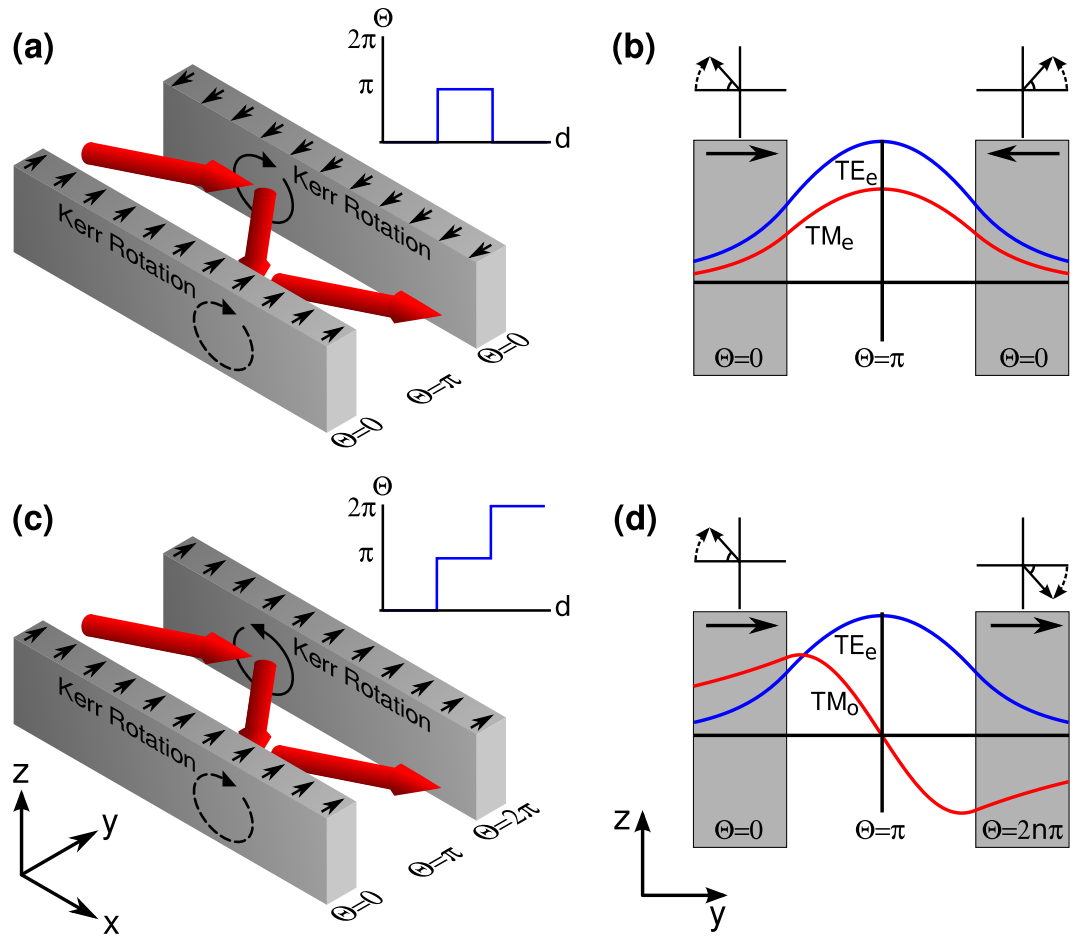 (a)
Θ
2π
π
d
Kerr Rotation
Kerr Rotation
Θ=0
Θ=π
Θ=0
(b)
TEe
TMe
Θ=0
Θ=π
Θ=0
(c)
Θ
2π
π
d
Kerr Rotation
Kerr Rotation
Θ=2π
Θ=π
Θ=0
z
y
x
(d)
TEe
TMo
Θ=0
Θ=π
Θ=2nπ
z
y